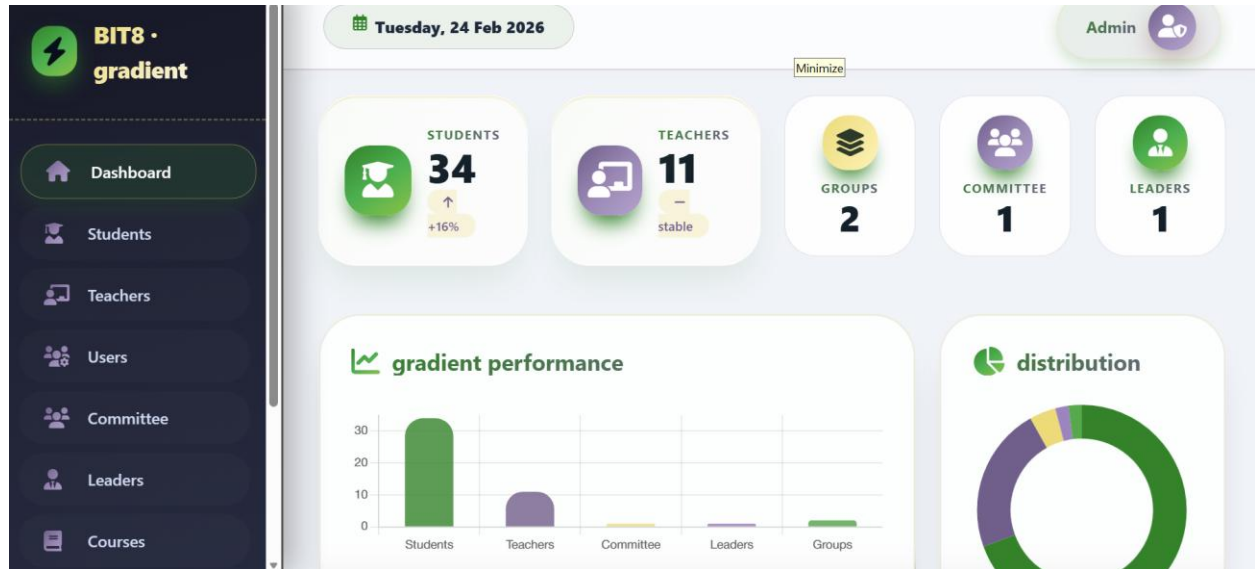 BIT8 ·
gradient
Dashboard
Students
Teachers
Users
Committee
Leaders
Courses
Tuesday, 24 Feb 2026
Admin
Minimize
STUDENTS
34
↑
+16%
TEACHERS
11
–
stable
GROUPS
2
COMMITTEE
1
LEADERS
1
gradient performance
30
20
10
0
Students Teachers Committee Leaders Groups
distribution